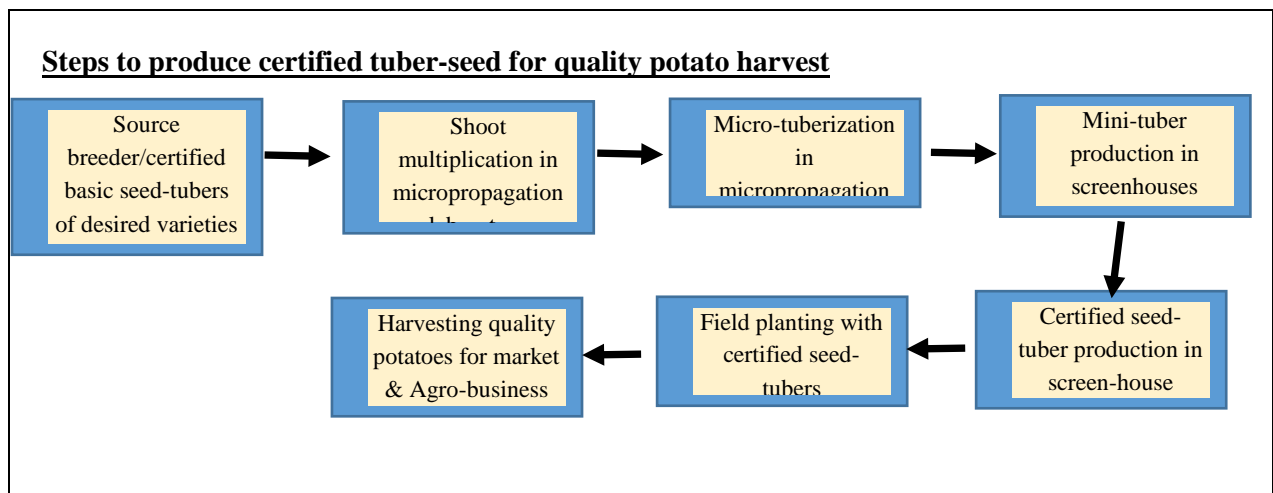 Steps to produce certified tuber-seed for quality potato harvest
Source
breeder/certified
basic seed-tubers
of desired varieties
Shoot
multiplication in
micropropagation
Micro-tuberization
in
micropropagation
Mini-tuber
production in
screenhouses
Certified seed-
tuber production in
screen-house
Field planting with
certified seed-
tubers
Harvesting quality
potatoes for market
& Agro-business